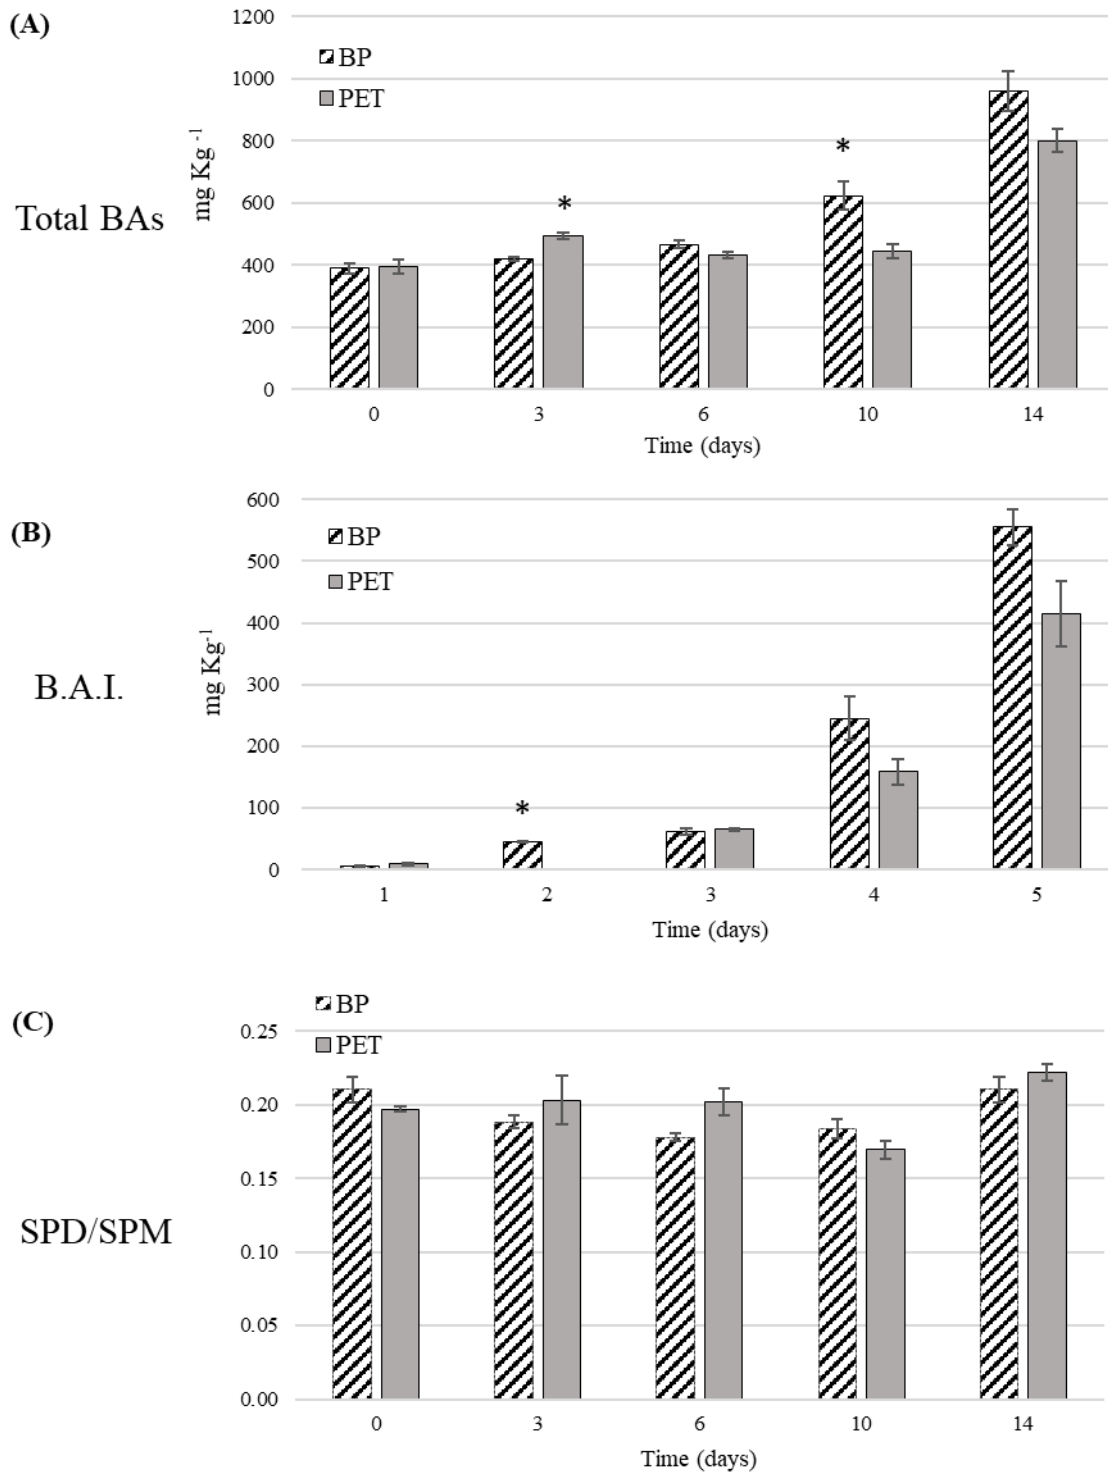 (A)
1200
BP
1000
PET
800
*
mg Kg -1
*
600
Total BAs
400
200
0
0 3 6 10 14
Time (days)
600
(B)
BP
500
PET
400
mg Kg-1
B.A.I.
300
200
100
*
0
1 2 3 4 5
Time (days)
BP
(C)
0.25
PET
0.20
0.15
SPD/SPM
0.10
0.05
0.00
0 3 6 10 14
Time (days)